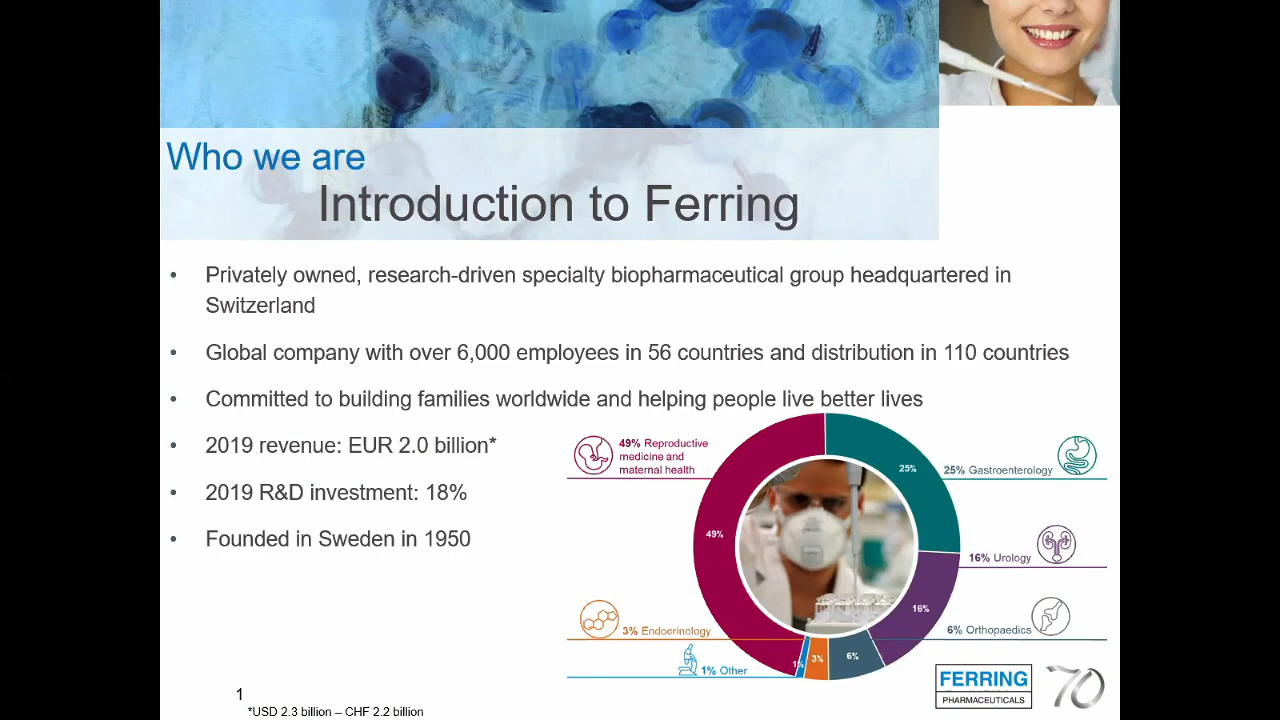 Who we are
Introduction to Ferring
• Privately owned, research-driven specialty biopharmaceutical group headquartered in
Switzerland
• Global company with over 6,000 employees in 56 countries and distribution in 110 countries
• Committed to building families worldwide and helping people live better lives
• 2019 revenue: EUR 2.0 billion*
• 2019 R&D investment: 18%
• Founded in Sweden in 1950
49% Reproductive
medicine and
maternal health
25%
25% Gastroenterology
49%
16% Urology
16%
3% Endocrinology
6% Orthopaedics
1%
3%
6%
1% Other
FERRING
PHARMACEUTICALS
70
1
*USD 2.3 billion – CHF 2.2 billion